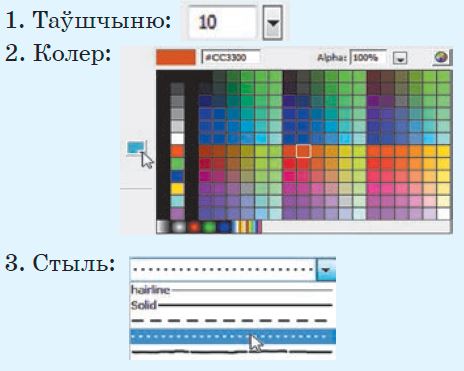 1. Таўшчыню: 10
2. Колер:
#CC3300 Alpha: 100%
3. Стыль:
hairline
Solid